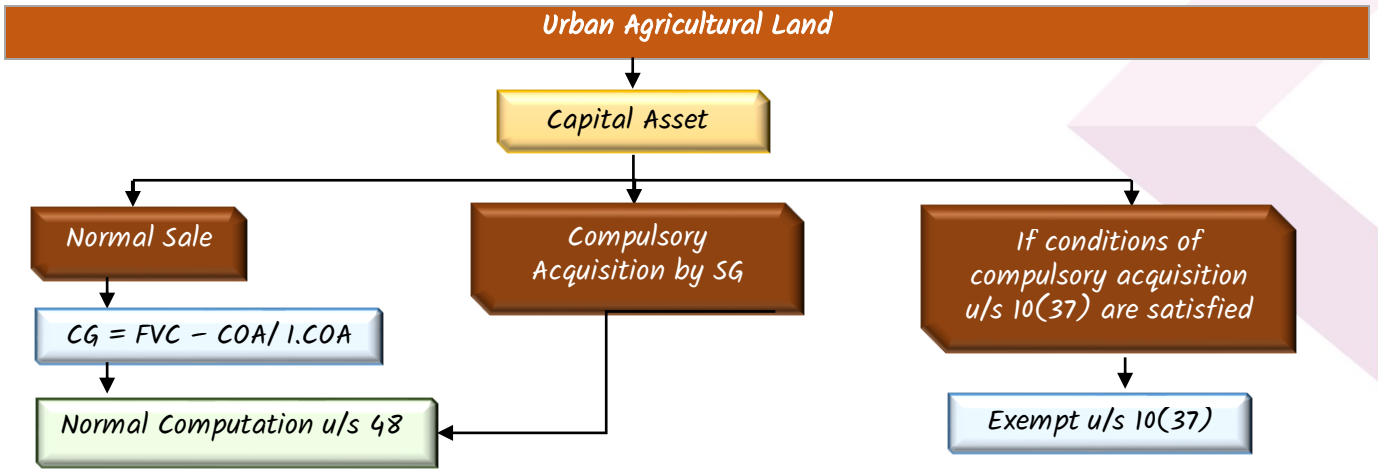 Urban Agricultural Land
Capital Asset
Normal Sale
CG = FVC – COA/ I.COA
Normal Computation u/s 48
Compulsory
Acquisition by SG
If conditions of
compulsory acquisition
u/s 10(37) are satisfied
Exempt u/s 10(37)